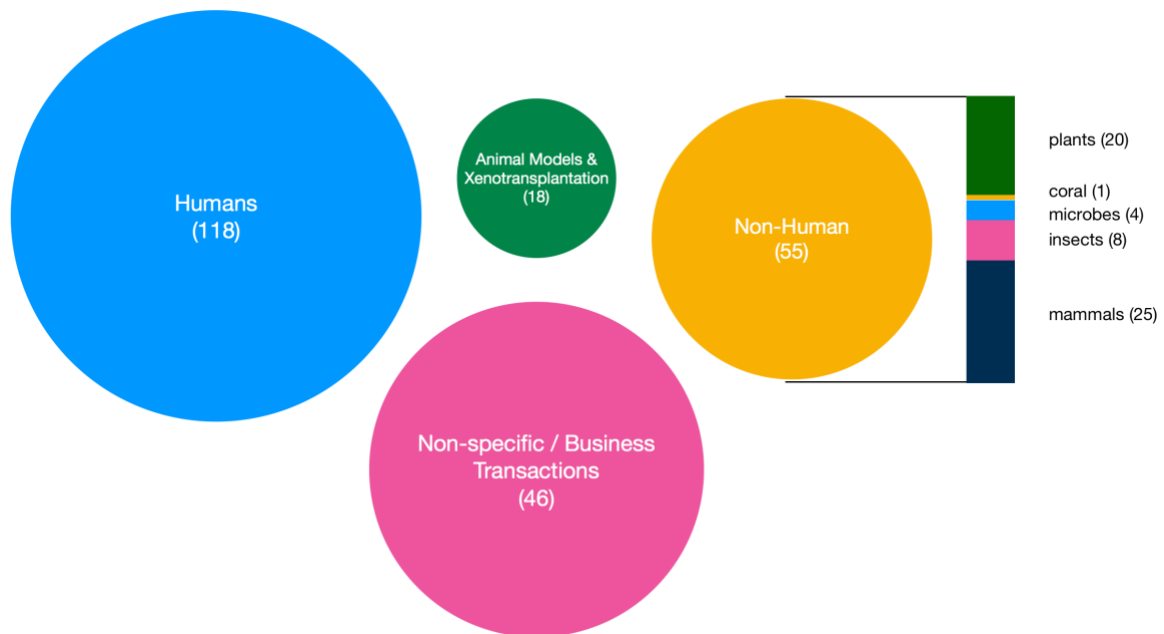 Humans
(118)
Animal Models &
Xenotransplantation
(18)
Non-Human
(55)
plants (20)
coral (1)
microbes (4)
insects (8)
mammals (25)
Non-specific / Business
Transactions
(46)